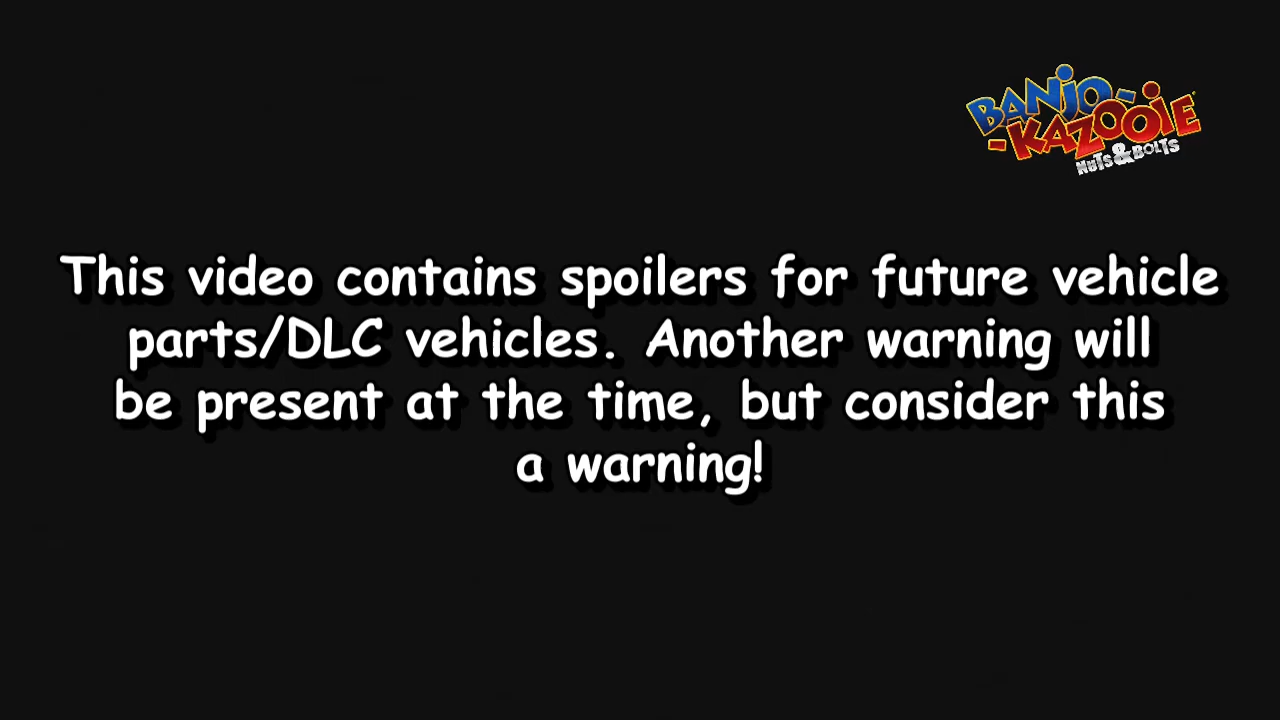 BANJO-
-KAZOOIE
NUTS&BOLTS
This video contains spoilers for future vehicle
parts/DLC vehicles. Another warning will
be present at the time, but consider this
a warning!